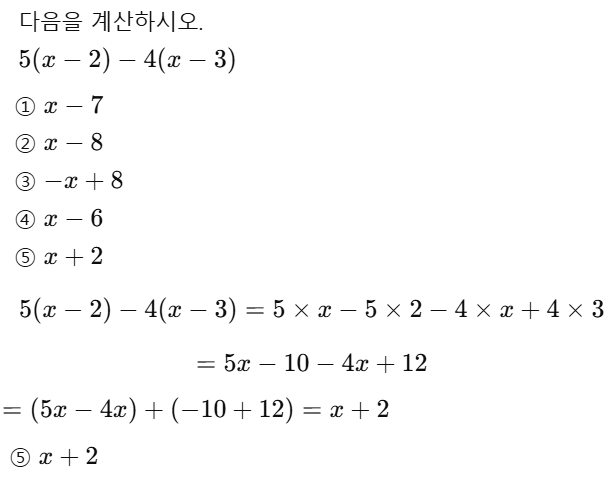 다음을 계산하시오.
5(x − 2) − 4(x − 3)
① x − 7
② x − 8
③ −x + 8
④ x − 6
⑤ x + 2
5(x − 2) − 4(x − 3) = 5 × x − 5 × 2 − 4 × x + 4 × 3
= 5x − 10 − 4x + 12
= (5x − 4x) + (−10 + 12) = x + 2
⑤ x + 2